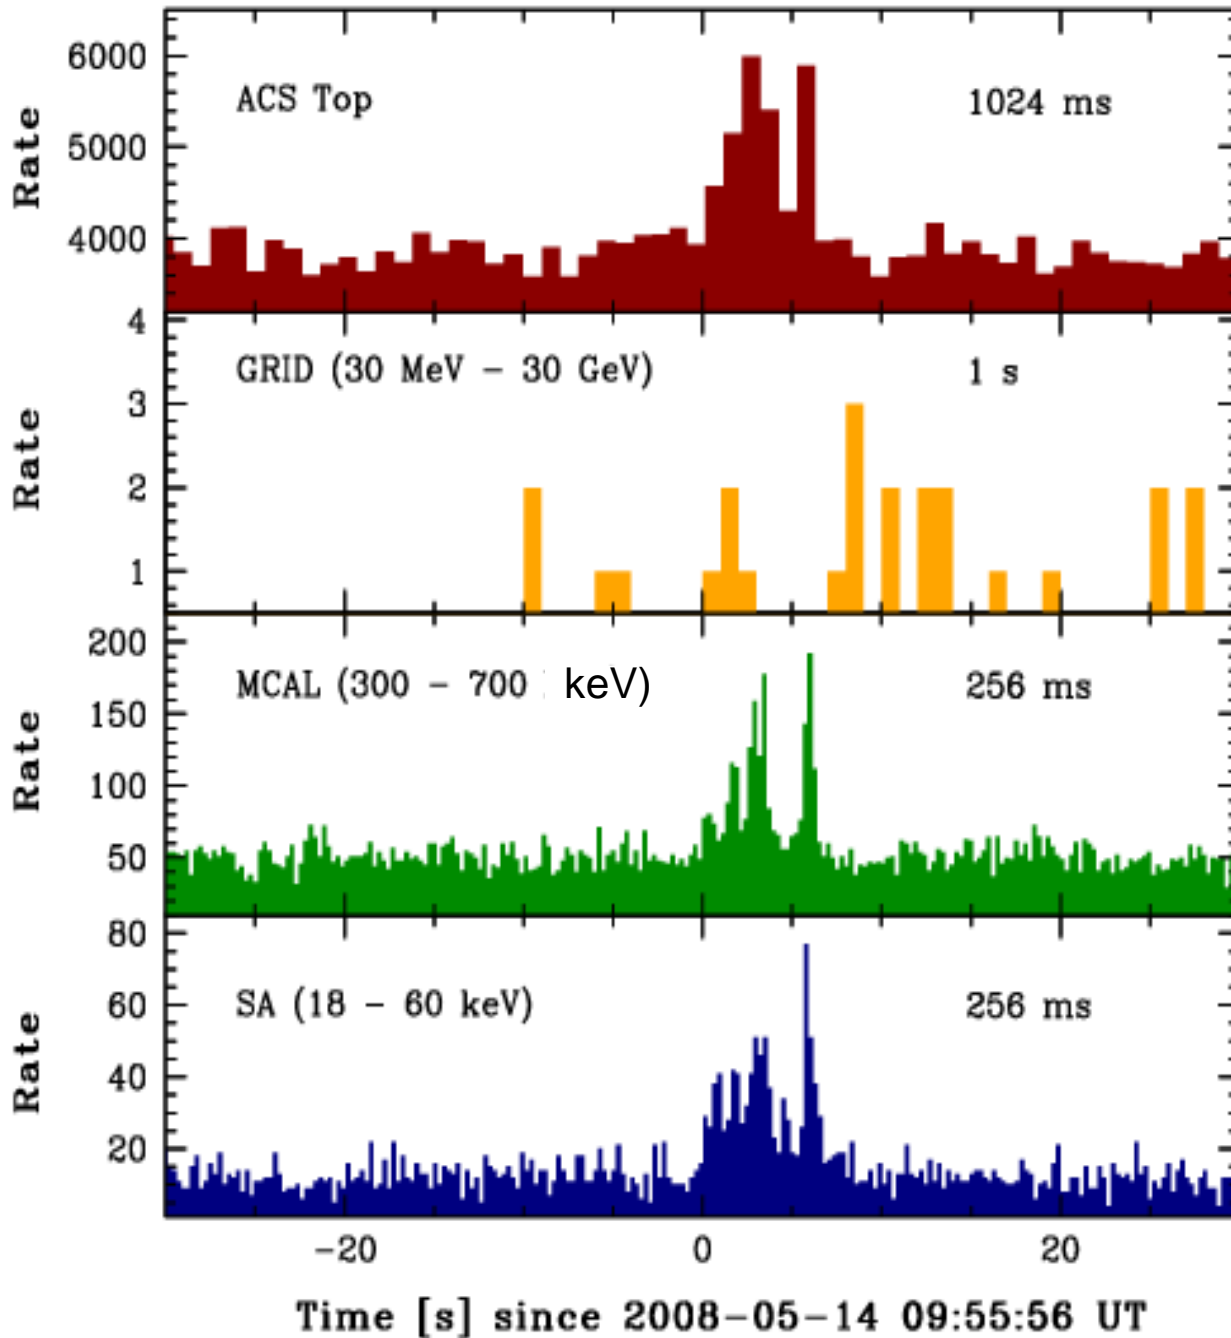 6000
5000
4000
Rate
ACS Top
1024 ms
4
3
2
1
Rate
GRID (30 MeV - 30 GeV)
1 s
200
150
100
50
Rate
MCAL (300 - 700 keV)
256 ms
80
60
40
20
Rate
SA (18 - 60 keV)
256 ms
-20 0 20
Time [s] since 2008-05-14 09:55:56 UT